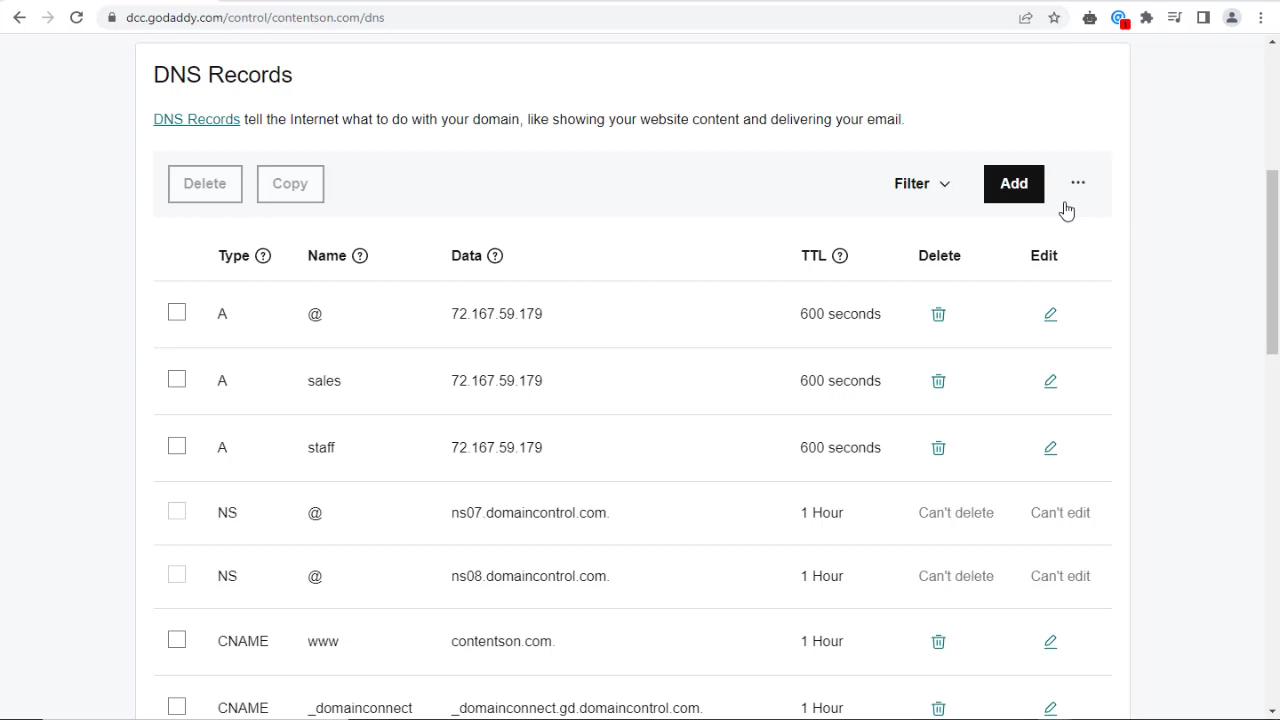 dcc.godaddy.com/control/contentson.com/dns
1
DNS Records
DNS Records tell the Internet what to do with your domain, like showing your website content and delivering your email.
Delete Copy Filter Add ...
Type ? Name ? Data ? TTL ? Delete Edit
A @ 72.167.59.179 600 seconds
A sales 72.167.59.179 600 seconds
A staff 72.167.59.179 600 seconds
NS @ ns07.domaincontrol.com. 1 Hour Can't delete Can't edit
NS @ ns08.domaincontrol.com. 1 Hour Can't delete Can't edit
CNAME www contentson.com. 1 Hour
CNAME _domainconnect _domainconnect.gd.domaincontrol.com. 1 Hour